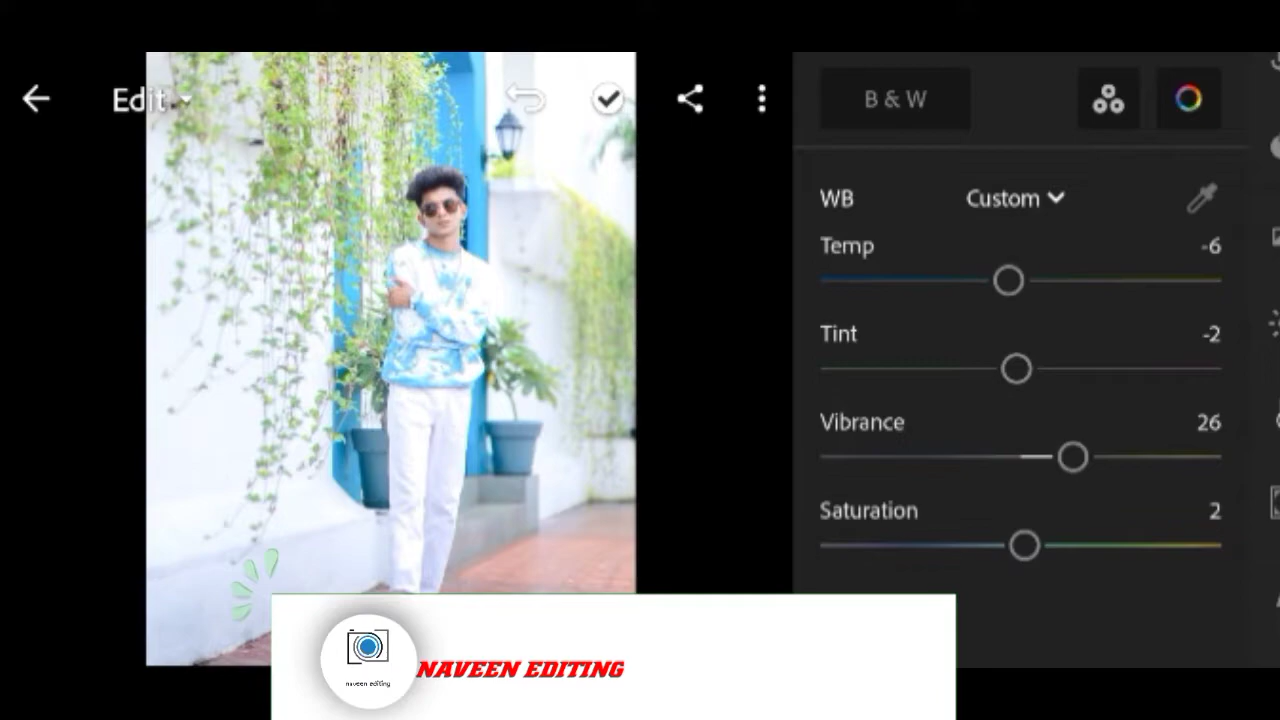 Edit
B & W
WB Custom
Temp -6
Tint -2
Vibrance 26
Saturation 2
naveen editing
NAVEEN EDITING